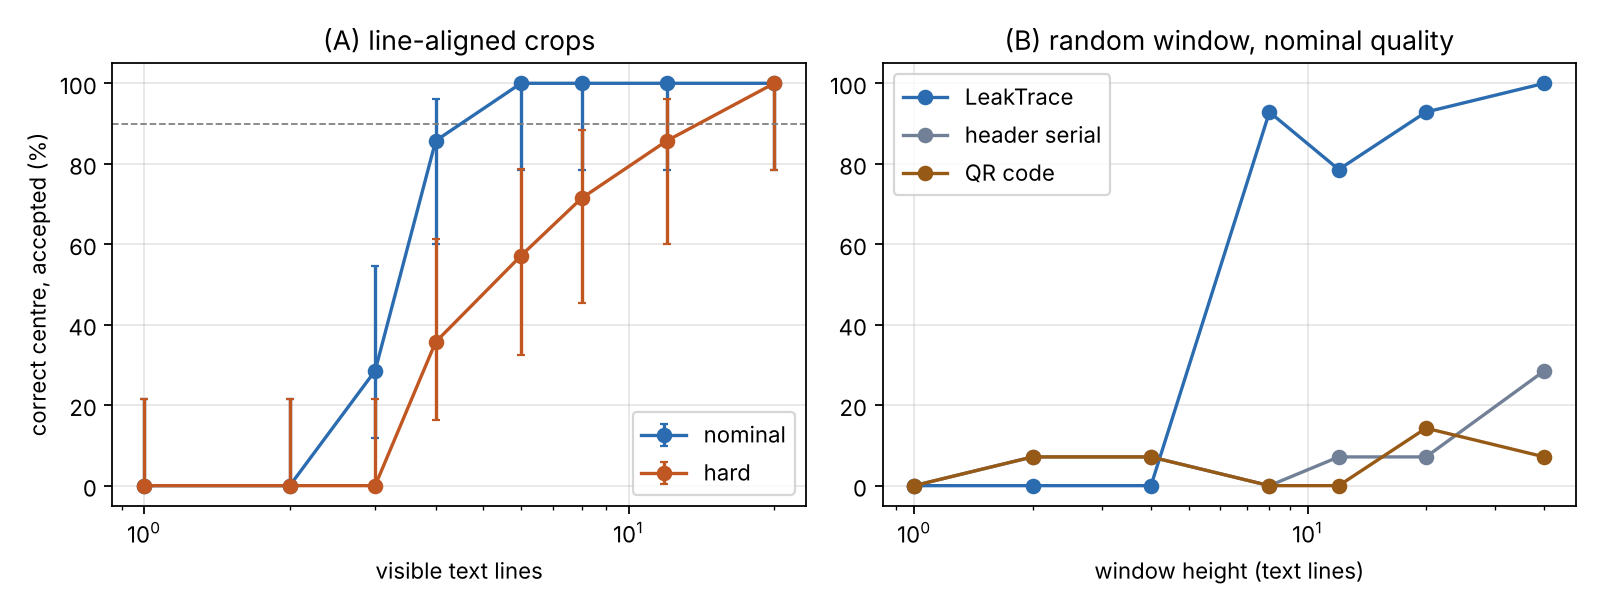 (A) line-aligned crops
correct centre, accepted (%)
100
80
60
40
20
0
10⁰
10¹
visible text lines
nominal
hard
(B) random window, nominal quality
100
80
60
40
20
0
10⁰
10¹
window height (text lines)
LeakTrace
header serial
QR code